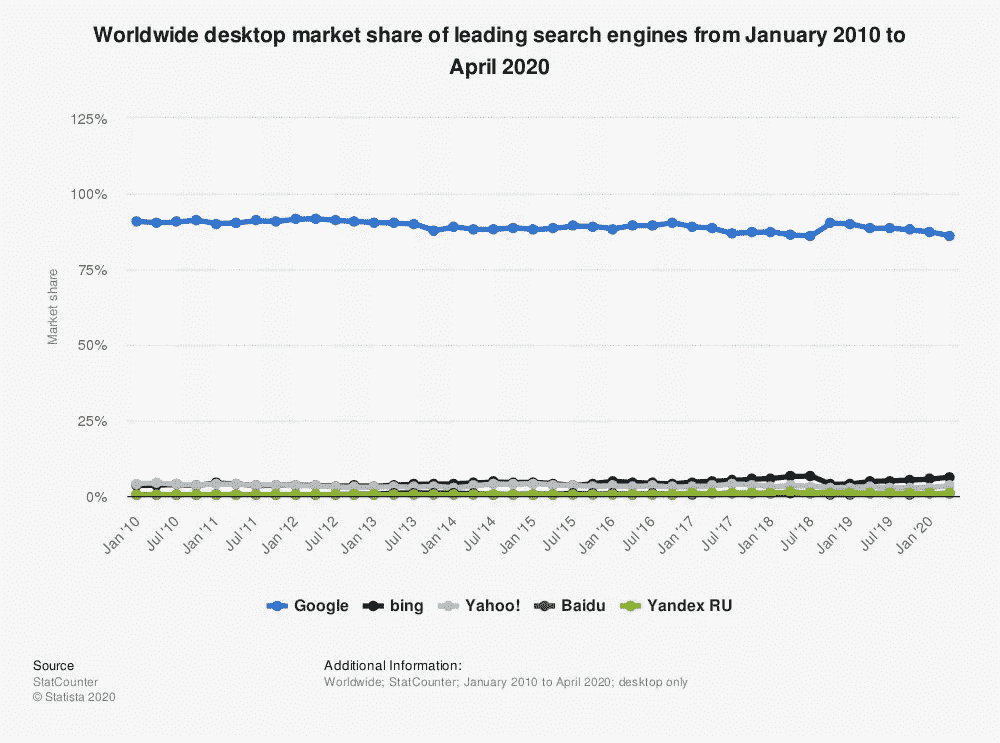 Worldwide desktop market share of leading search engines from January 2010 to
April 2020
125%
100%
75%
50%
25%
0%
Market share
Jan '10
Jul '10
Jan '11
Jul '11
Jan '12
Jul '12
Jan '13
Jul '13
Jan '14
Jul '14
Jan '15
Jul '15
Jan '16
Jul '16
Jan '17
Jul '17
Jan '18
Jul '18
Jan '19
Jul '19
Jan '20
Google bing Yahoo! Baidu Yandex RU
Source
StatCounter
© Statista 2020
Additional Information:
Worldwide; StatCounter; January 2010 to April 2020; desktop only